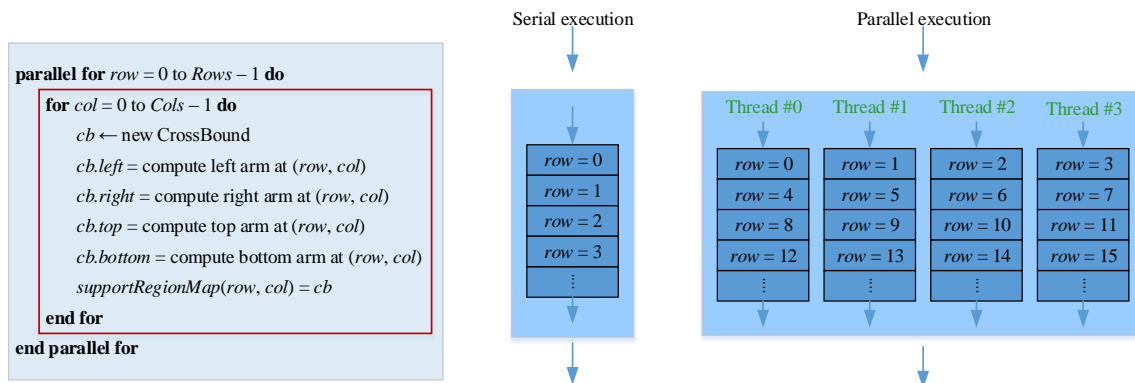 parallel for row = 0 to Rows – 1 do
for col = 0 to Cols – 1 do
cb ← new CrossBound
cb.left = compute left arm at (row, col)
cb.right = compute right arm at (row, col)
cb.top = compute top arm at (row, col)
cb.bottom = compute bottom arm at (row, col)
supportRegionMap(row, col) = cb
end for
end parallel for
Serial execution
row = 0
row = 1
row = 2
row = 3
⋮
Parallel execution
Thread #0 Thread #1 Thread #2 Thread #3
row = 0 row = 1 row = 2 row = 3
row = 4 row = 5 row = 6 row = 7
row = 8 row = 9 row = 10 row = 11
row = 12 row = 13 row = 14 row = 15
⋮ ⋮ ⋮ ⋮